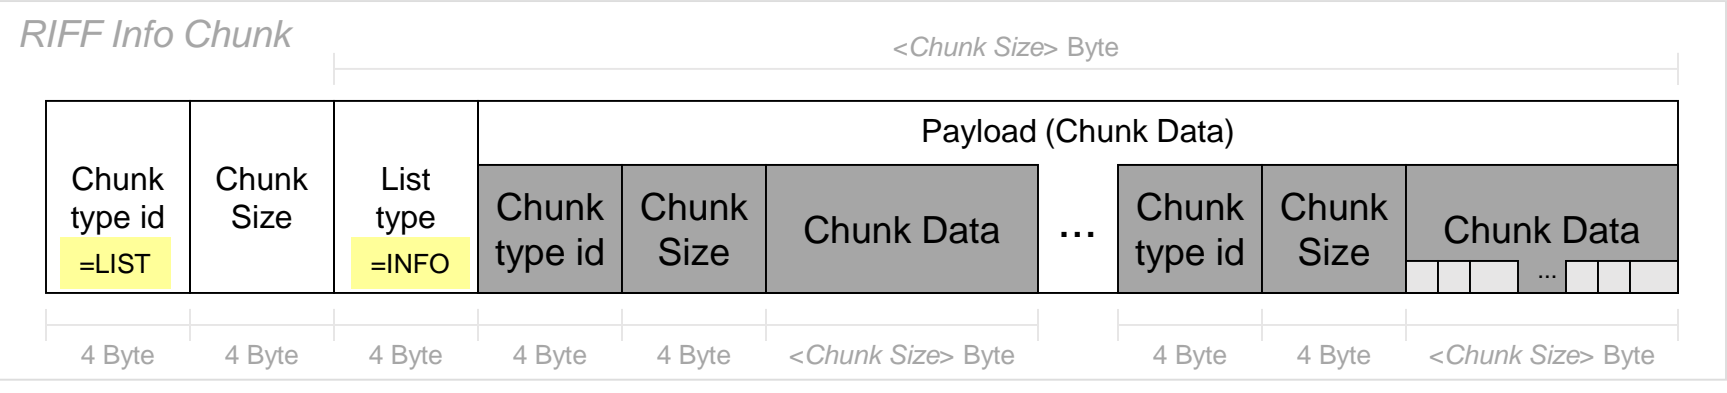 RIFF Info Chunk
<Chunk Size> Byte
Payload (Chunk Data)
Chunk type id
=LIST
Chunk Size
List type
=INFO
Chunk type id
Chunk Size
Chunk Data
...
Chunk type id
Chunk Size
Chunk Data
...
4 Byte
4 Byte
4 Byte
4 Byte
4 Byte
<Chunk Size> Byte
4 Byte
4 Byte
<Chunk Size> Byte